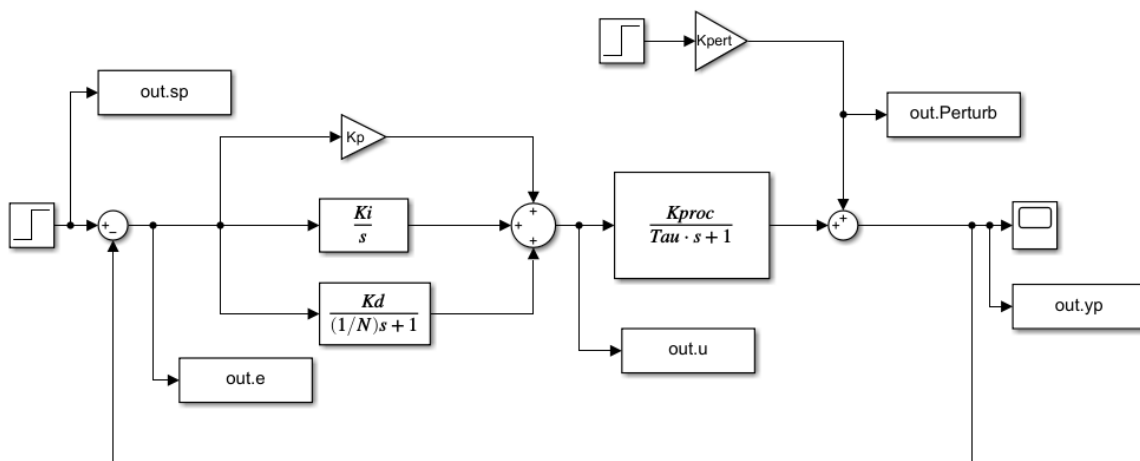 Kpert
out.sp
out.Perturb
Kp
+
+
+
-
Ki
s
+
+
Kproc
Tau · s + 1
+
Kd
(1/N)s + 1
out.yp
out.u
out.e